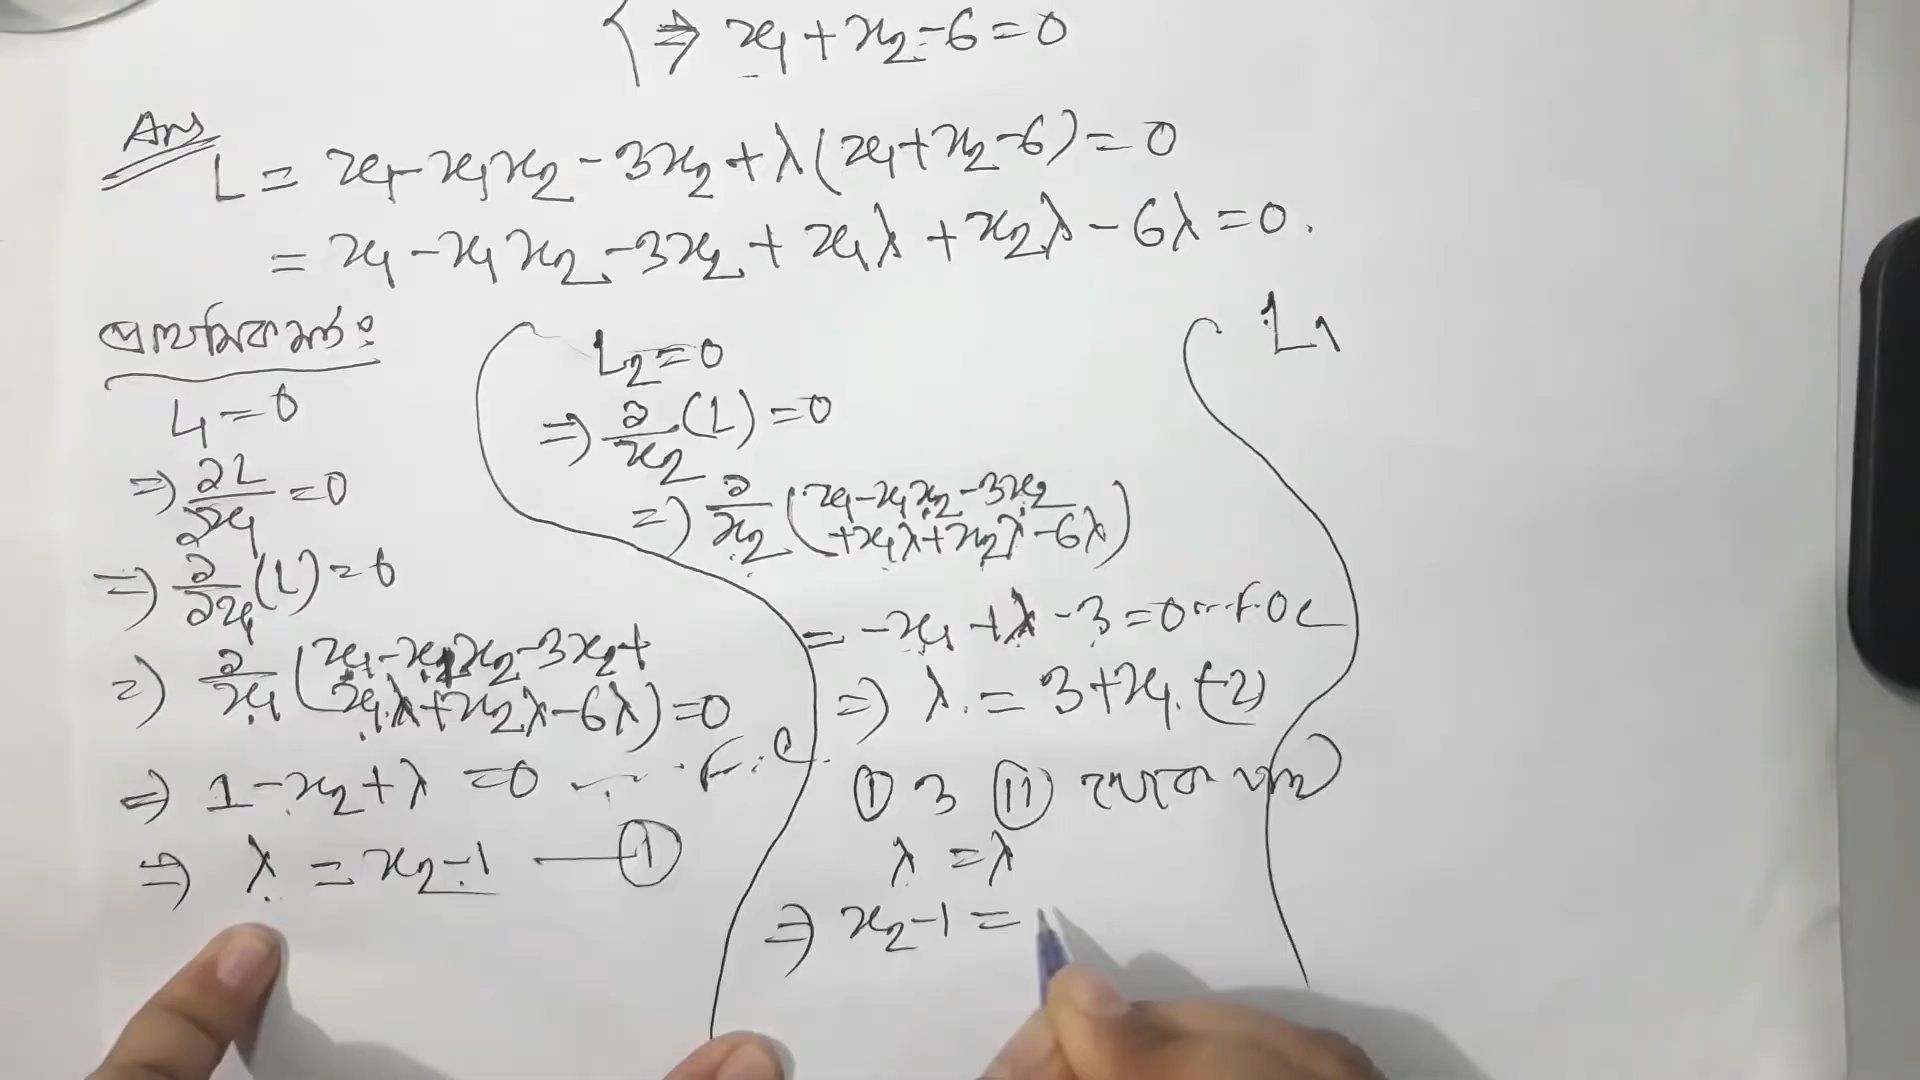 ⇒ x₁ + x₂ - 6 = 0
Ans
L = x₁ - x₁x₂ - 3x₂ + λ(x₁ + x₂ - 6) = 0
= x₁ - x₁x₂ - 3x₂ + x₁λ + x₂λ - 6λ = 0.
প্রাথমিক শর্ত:
L₁ = 0
⇒ ∂L/∂x₁ = 0
⇒ ∂/∂x₁ (L) = 0
⇒ ∂/x₁ (x₁ - x₁x₂ - 3x₂ +
x₁λ + x₂λ - 6λ) = 0
⇒ 1 - x₂ + λ = 0 ... F.C.
⇒ λ = x₂ - 1 — ①
L₂ = 0
⇒ ∂/x₂ (L) = 0
⇒ ∂/x₂ (x₁ - x₁x₂ - 3x₂
+ x₁λ + x₂λ - 6λ)
= -x₁ + λ - 3 = 0 ... F.O.C
⇒ λ = 3 + x₁ (2)
① ও ⑪
λ = λ
⇒ x₂ - 1 =
L₁